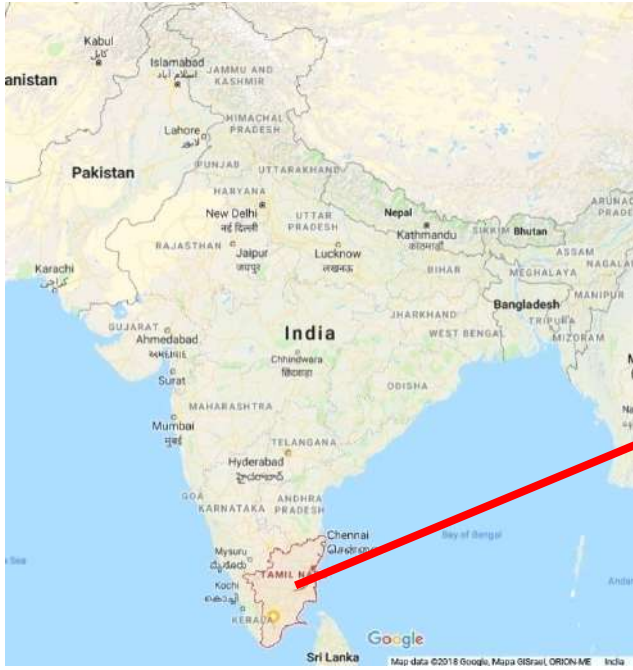 Kabul
کابل
anistan
Islamabad
اسلام آباد
JAMMU AND
KASHMIR
HIMACHAL
PRADESH
Lahore
لاہور
PUNJAB
UTTARAKHAND
Pakistan
HARYANA
New Delhi
नई दिल्ली
UTTAR
PRADESH
Nepal
Kathmandu
काठमाडौं
SIKKIM
Bhutan
ARUNAC
PRADE
RAJASTHAN
Jaipur
जयपुर
Lucknow
लखनऊ
ASSAM
NAGALAN
BIHAR
MEGHALAYA
Karachi
کراچی
MANIPUR
Bangladesh
GUJARAT
Ahmedabad
અમદાવાદ
India
JHARKHAND
WEST BENGAL
TRIPURA
MIZORAM
Chhindwara
छिंदवाड़ा
Surat
ODISHA
MAHARASHTRA
Mumbai
मुंबई
TELANGANA
Hyderabad
హైదరాబాద్
GOA
KARNATAKA
ANDHRA
PRADESH
Chennai
சென்னை
Bay of Bengal
Mysuru
ಮೈಸೂರು
TAMIL NA
Kochi
കൊച്ചി
KERALA
Andam
Google
Sri Lanka
Map data ©2018 Google, Mapa GISrael, ORION-ME India